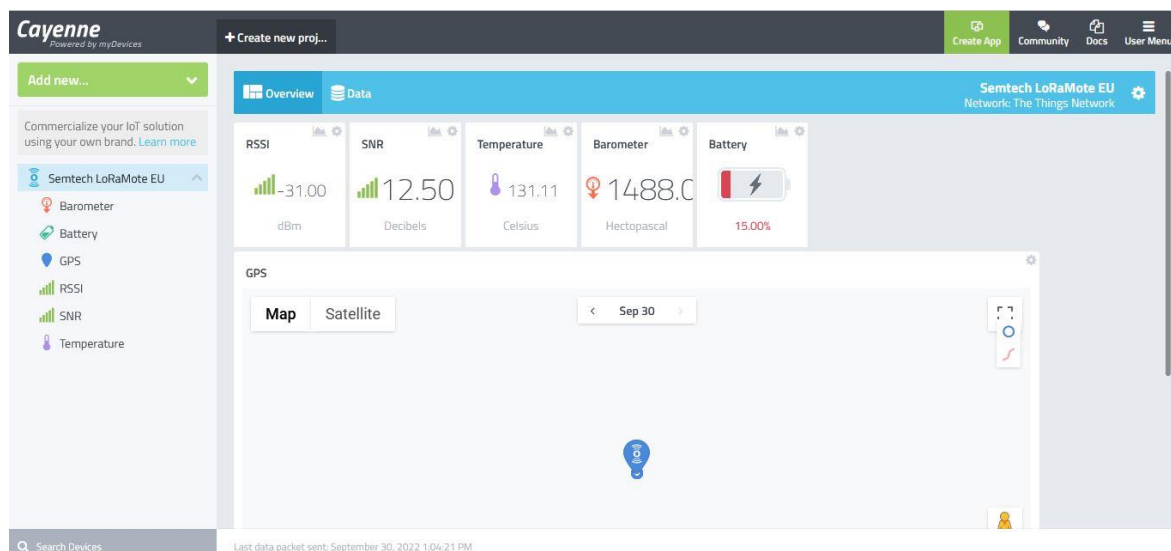 Cayenne
Powered by myDevices
+ Create new proj...
Create App
Community
Docs
User Menu
Add new...
Commercialize your IoT solution
using your own brand. Learn more
Semtech LoRaMote EU
Barometer
Battery
GPS
RSSI
SNR
Temperature
Search Devices
Overview
Data
Semtech LoRaMote EU
Network: The Things Network
RSSI
-31.00
dBm
SNR
12.50
Decibels
Temperature
131.11
Celsius
Barometer
1488.0
Hectopascal
Battery
15.00%
GPS
Map
Satellite
< Sep 30 >
Last data packet sent: September 30, 2022 1:04:21 PM